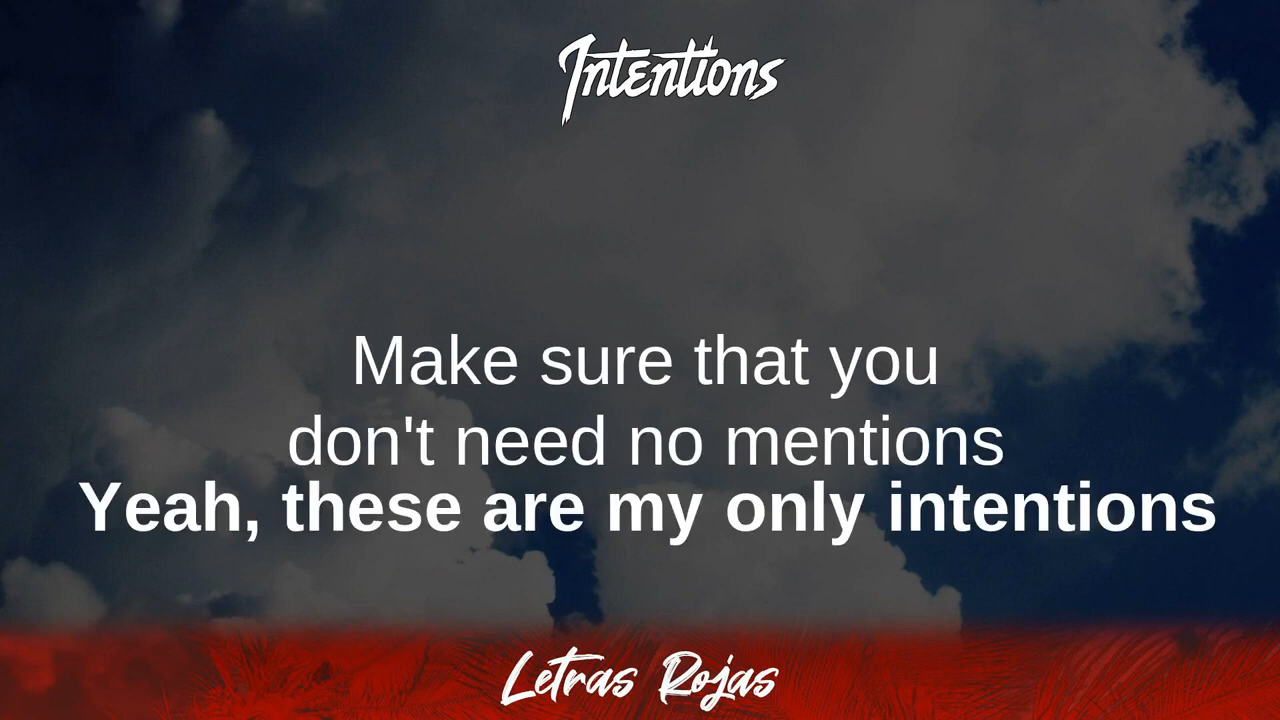 Intentions
Make sure that you
don't need no mentions
Yeah, these are my only intentions
Letras Rojas